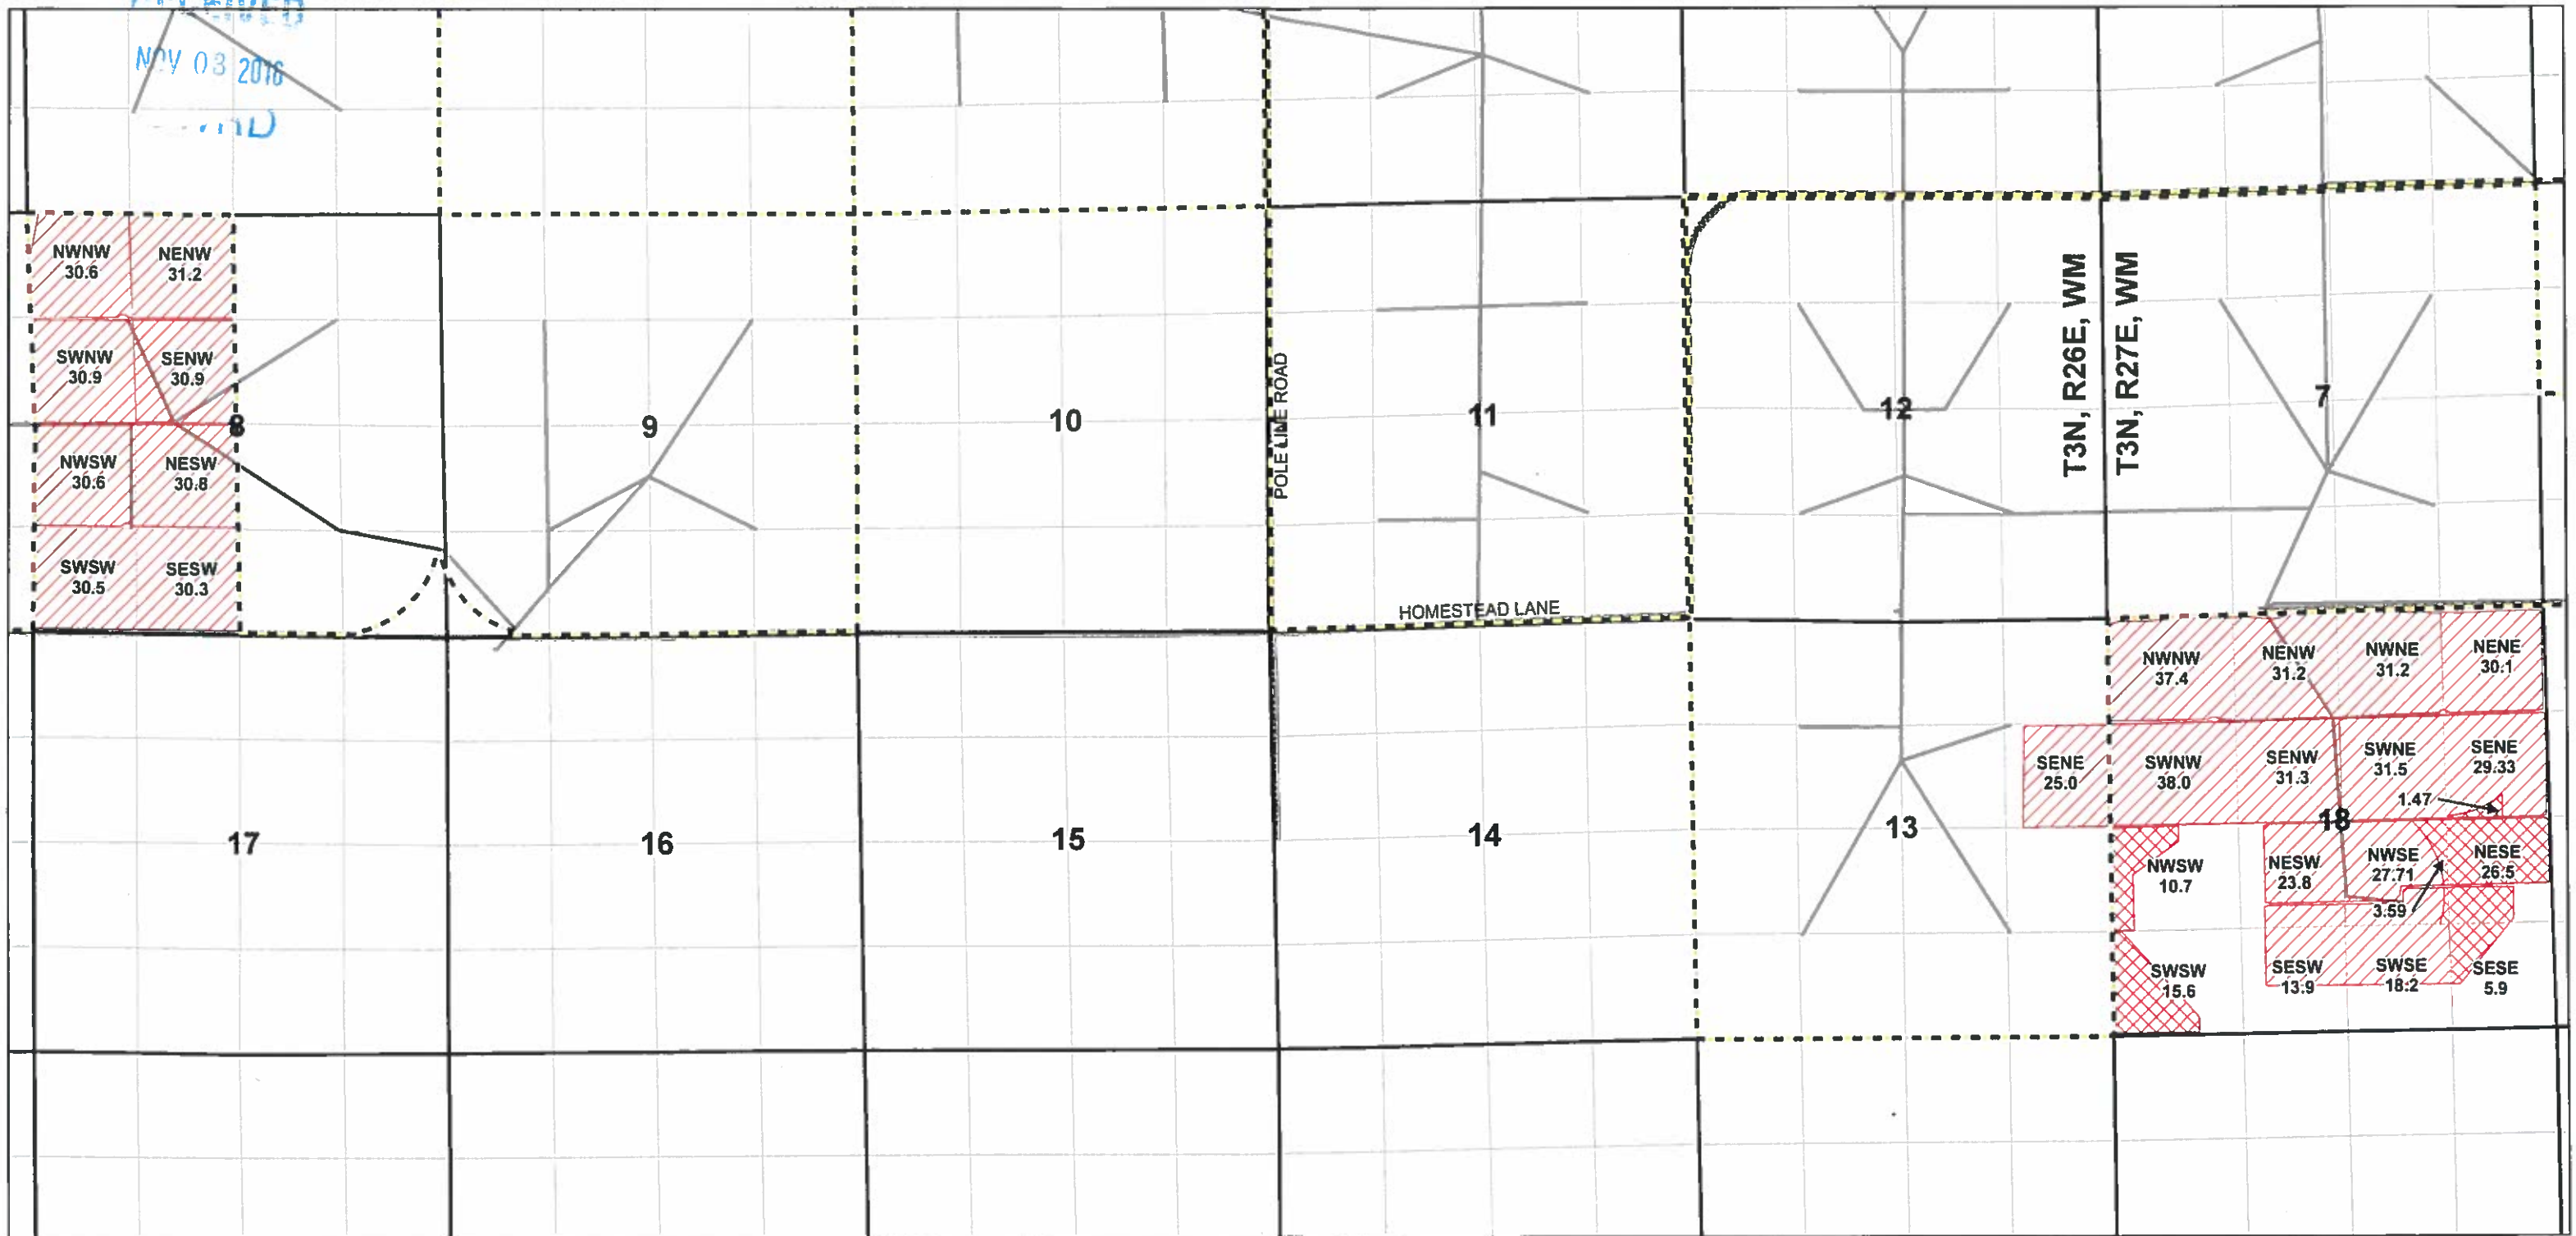 NOV 03 2016
NWNW
30.6
NENW
31.2
SWNW
30.9
SENW
30.9
8
NWSW
30.6
NESW
30.8
SWSW
30.5
SESW
30.3
9
10
POLE LINE ROAD
11
HOMESTEAD LANE
12
T3N, R26E, WM
T3N, R27E, WM
7
17
16
15
14
13
SENE
25.0
NWNW
37.4
NENW
31.2
NWNE
31.2
NENE
30.1
SWNW
38.0
SENW
31.3
SWNE
31.5
SENE
29.33
1.47
18
NWSW
10.7
NESW
23.8
NWSE
27.71
NESE
26.5
3.59
SWSW
15.6
SESW
13.9
SWSE
18.2
SESE
5.9